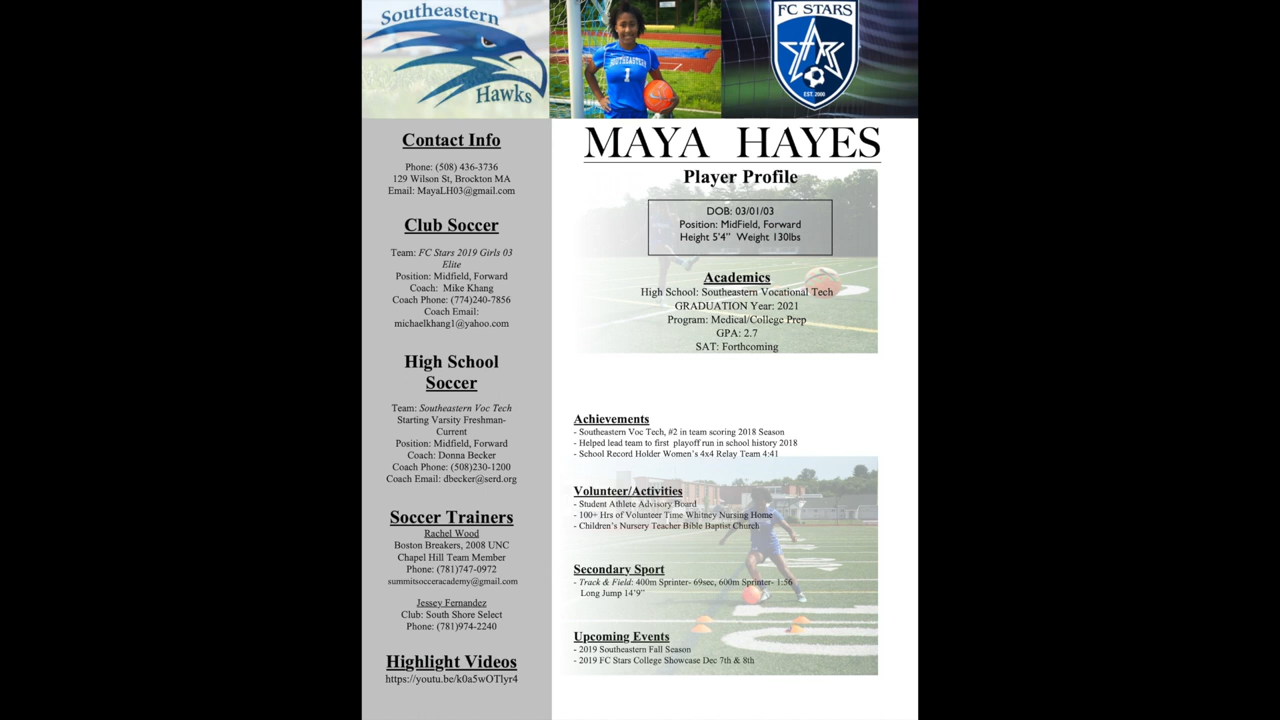 Southeastern
Hawks
SOUTHEASTERN
1
FC STARS
EST. 2000
Contact Info
Phone: (508) 436-3736
129 Wilson St, Brockton MA
Email: MayaLH03@gmail.com
Club Soccer
Team: FC Stars 2019 Girls 03
Elite
Position: Midfield, Forward
Coach: Mike Khang
Coach Phone: (774)240-7856
Coach Email:
michaelkhang1@yahoo.com
High School
Soccer
Team: Southeastern Voc Tech
Starting Varsity Freshman-
Current
Position: Midfield, Forward
Coach: Donna Becker
Coach Phone: (508)230-1200
Coach Email: dbecker@serd.org
Soccer Trainers
Rachel Wood
Boston Breakers, 2008 UNC
Chapel Hill Team Member
Phone: (781)747-0972
summitsocceracademy@gmail.com
Jessey Fernandez
Club: South Shore Select
Phone: (781)974-2240
Highlight Videos
https://youtu.be/k0a5wOTlyr4
MAYA HAYES
Player Profile
DOB: 03/01/03
Position: MidField, Forward
Height 5'4" Weight 130lbs
Academics
High School: Southeastern Vocational Tech
GRADUATION Year: 2021
Program: Medical/College Prep
GPA: 2.7
SAT: Forthcoming
Achievements
- Southeastern Voc Tech, #2 in team scoring 2018 Season
- Helped lead team to first playoff run in school history 2018
- School Record Holder Women's 4x4 Relay Team 4:41
Volunteer/Activities
- Student Athlete Advisory Board
- 100+ Hrs of Volunteer Time Whitney Nursing Home
- Children's Nursery Teacher Bible Baptist Church
Secondary Sport
- Track & Field: 400m Sprinter- 69sec, 600m Sprinter- 1:56
Long Jump 14'9"
Upcoming Events
- 2019 Southeastern Fall Season
- 2019 FC Stars College Showcase Dec 7th & 8th